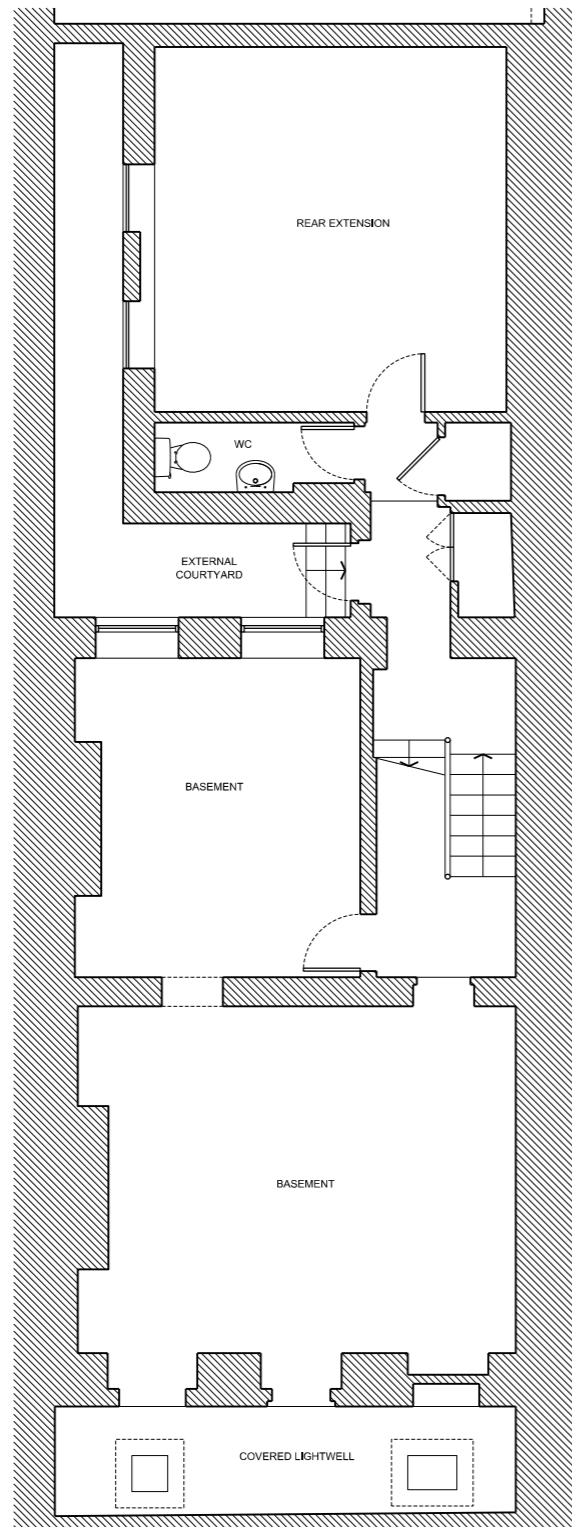 REAR EXTENSION
WC
EXTERNAL
COURTYARD
BASEMENT
BASEMENT
COVERED LIGHTWELL